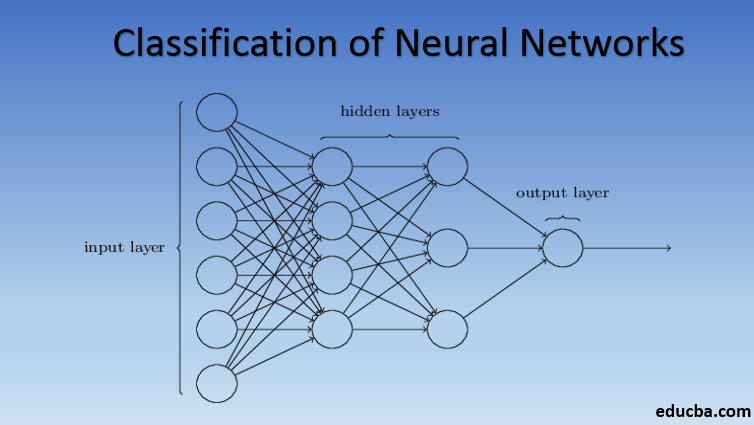 Classification of Neural Networks
hidden layers
output layer
input layer
educba.com